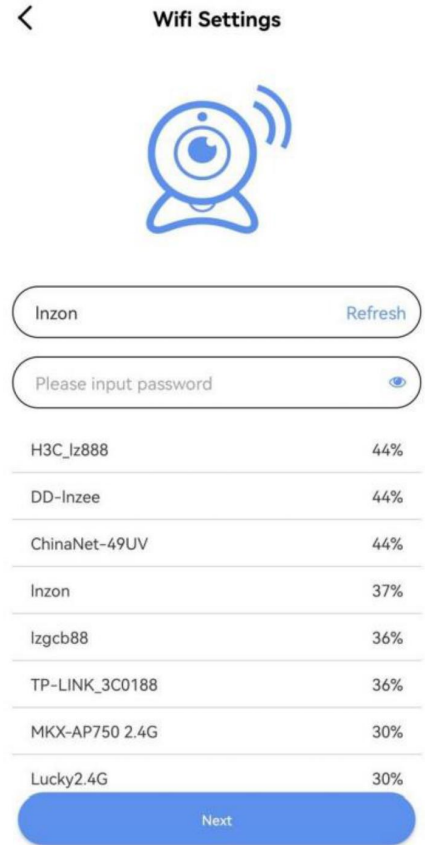 Wifi Settings
lnzon
Refresh
Please input password
H3C_lz888
44%
DD-lnzee
44%
ChinaNet-49UV
44%
lnzon
37%
lzgcb88
36%
TP-LINK_3C0188
36%
MKX-AP750 2.4G
30%
Lucky2.4G
30%
Next